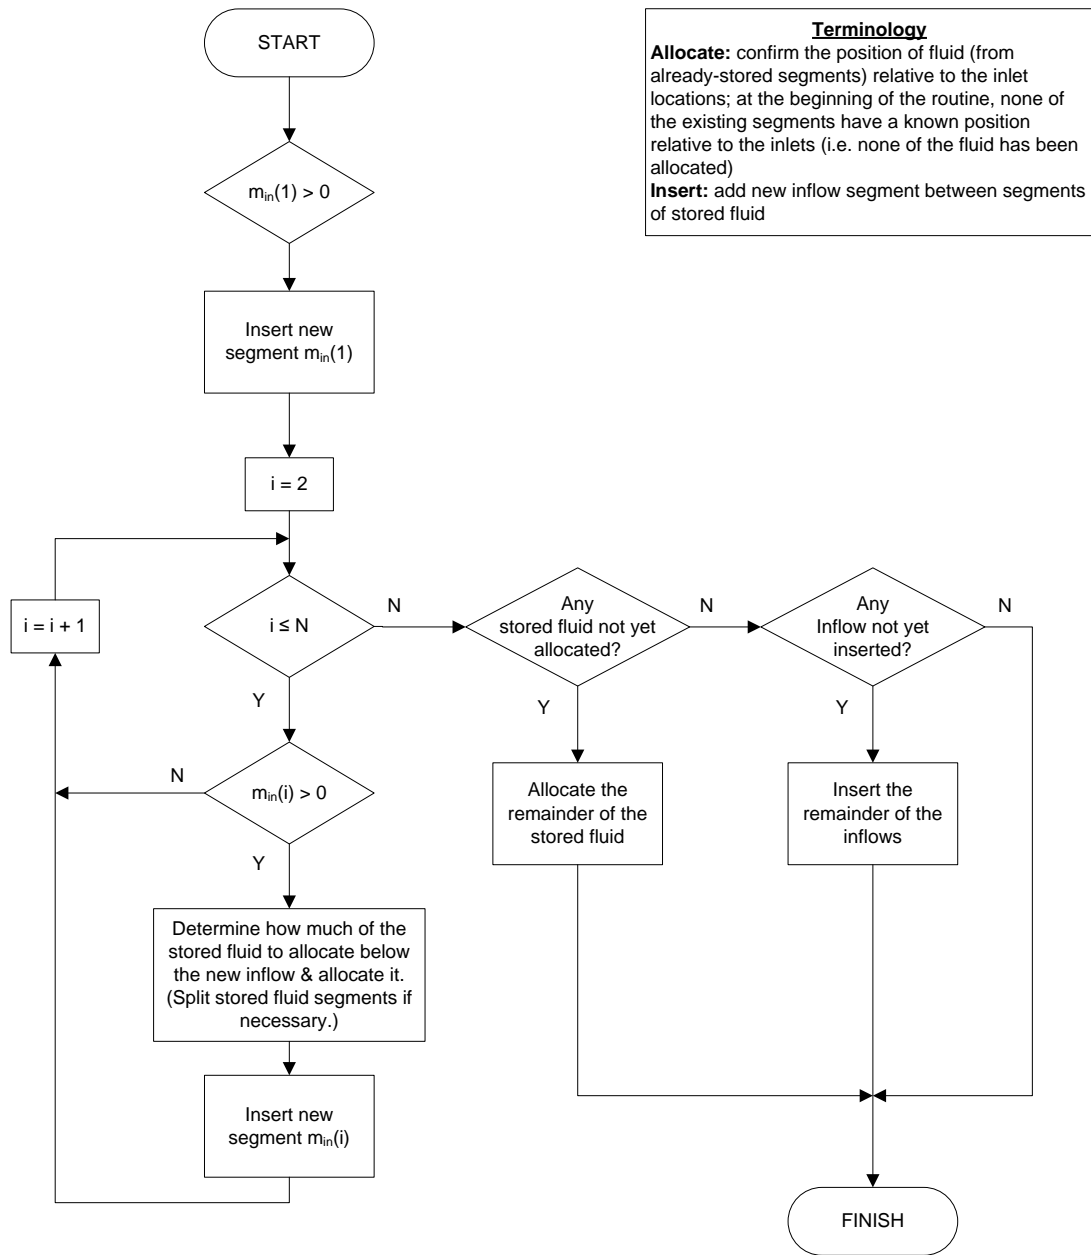 START
Terminology
Allocate: confirm the position of fluid (from
already-stored segments) relative to the inlet
locations; at the beginning of the routine, none
of the existing segments have a known position
relative to the inlets (i.e. none of the fluid has been
allocated)
Insert: add new inflow segment between segments
of stored fluid
min(1) > 0
Insert new
segment min(1)
i = 2
i = i + 1
i ≤ N
N
Any
stored fluid not yet
allocated?
N
Any
Inflow not yet
inserted?
N
Y
Y
Y
N
min(i) > 0
Allocate the
remainder of the
stored fluid
Insert the
remainder of the
inflows
Y
Determine how much of the
stored fluid to allocate below
the new inflow & allocate it.
(Split stored fluid segments if
necessary.)
Insert new
segment min(i)
FINISH